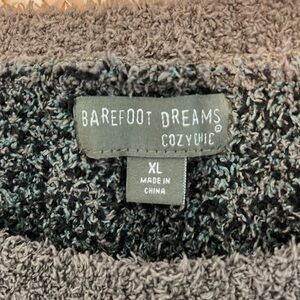 BAREFOOT DREAMS
COZYCHIC®
XL
MADE IN
CHINA